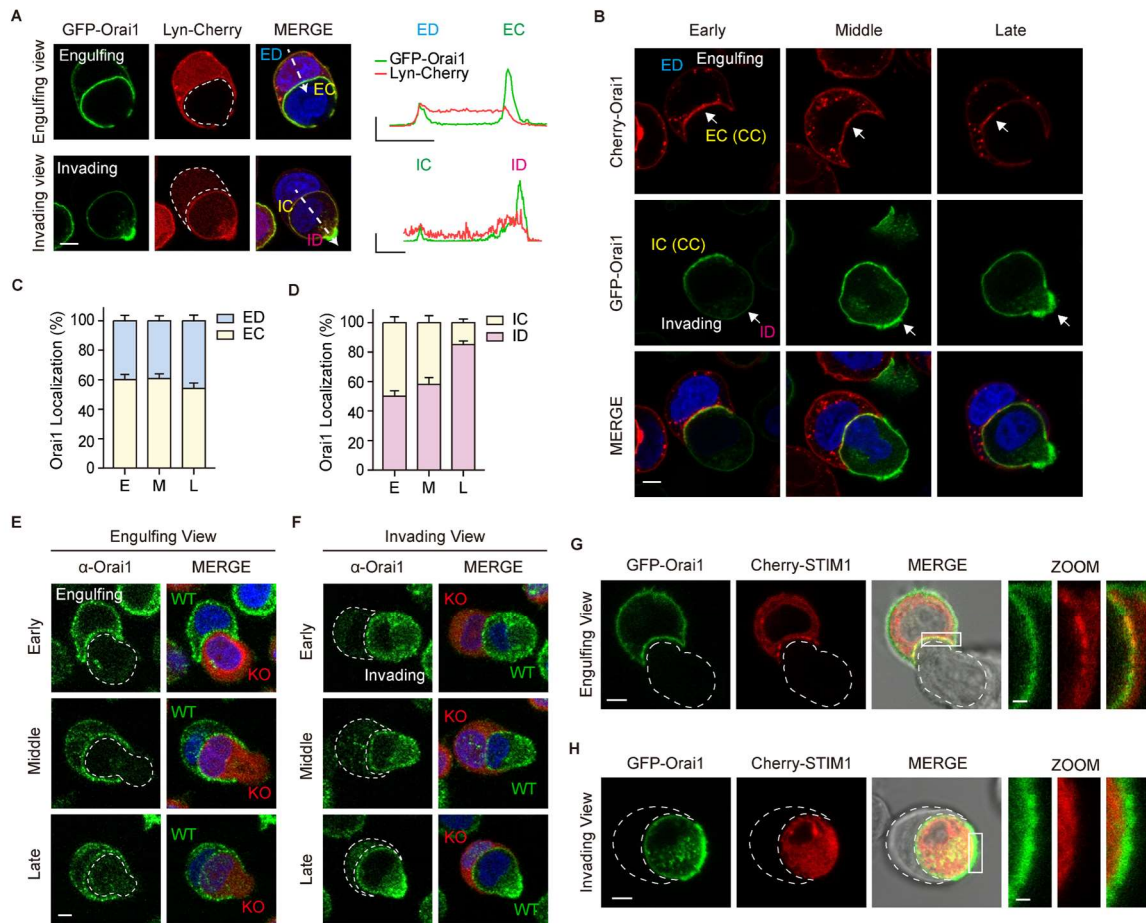 A
GFP-Orai1 Lyn-Cherry MERGE
Engulfing view
Engulfing
ED
EC
ED EC
GFP-Orai1
Lyn-Cherry
Invading view
Invading
IC
ID
IC ID
B
Early Middle Late
Cherry-Orai1
ED Engulfing
EC (CC)
GFP-Orai1
IC (CC)
Invading
ID
MERGE
C
Orai1 Localization (%)
100
80
60
40
20
0
E M L
ED
EC
D
Orai1 Localization (%)
100
80
60
40
20
0
E M L
IC
ID
E
Engulfing View
α-Orai1 MERGE
Early
Engulfing
WT
KO
Middle
WT
KO
Late
WT
KO
F
Invading View
α-Orai1 MERGE
Early
Invading
KO
WT
Middle
KO
WT
Late
KO
WT
G
GFP-Orai1 Cherry-STIM1 MERGE ZOOM
Engulfing View
H
GFP-Orai1 Cherry-STIM1 MERGE ZOOM
Invading View